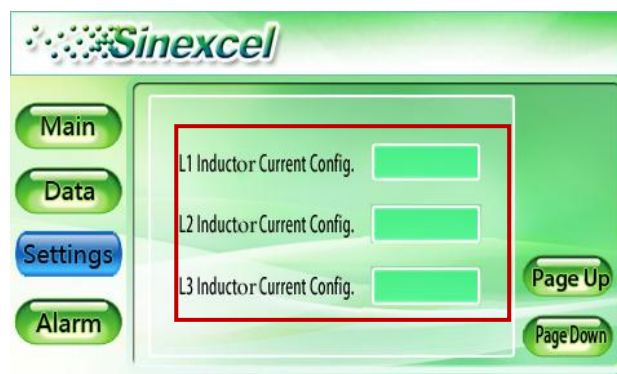 Sinexcel
Main
Data
Settings
Alarm
L1 Inductor Current Config.
L2 Inductor Current Config.
L3 Inductor Current Config.
Page Up
Page Down